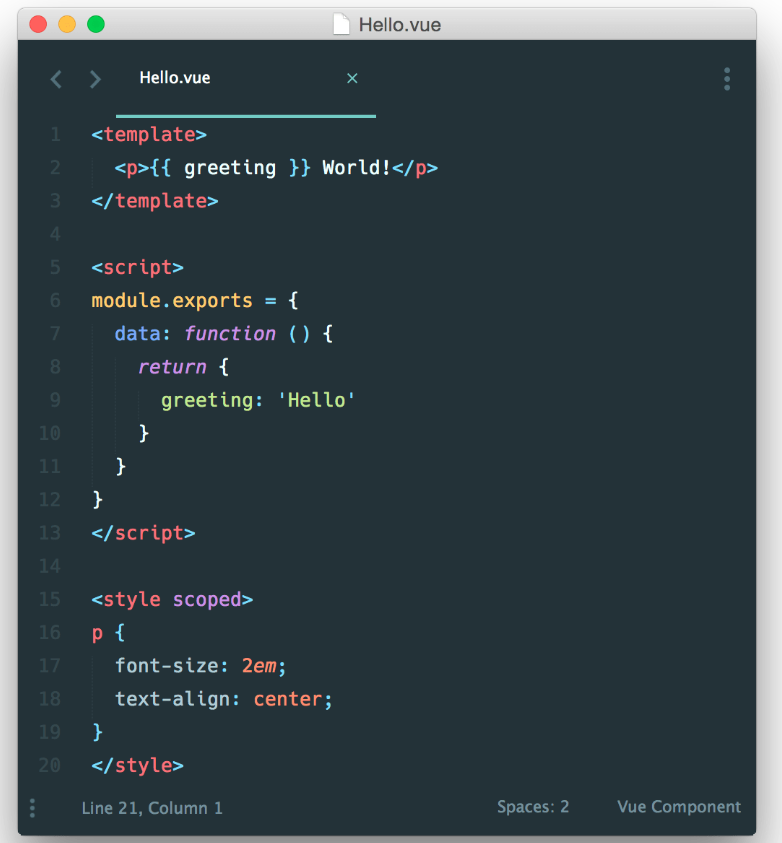 Hello.vue
Hello.vue ×
1 <template>
2   <p>{{ greeting }} World!</p>
3 </template>
4
5 <script>
6 module.exports = {
7   data: function () {
8     return {
9       greeting: 'Hello'
10     }
11   }
12 }
13 </script>
14
15 <style scoped>
16 p {
17   font-size: 2em;
18   text-align: center;
19 }
20 </style>
Line 21, Column 1 Spaces: 2 Vue Component